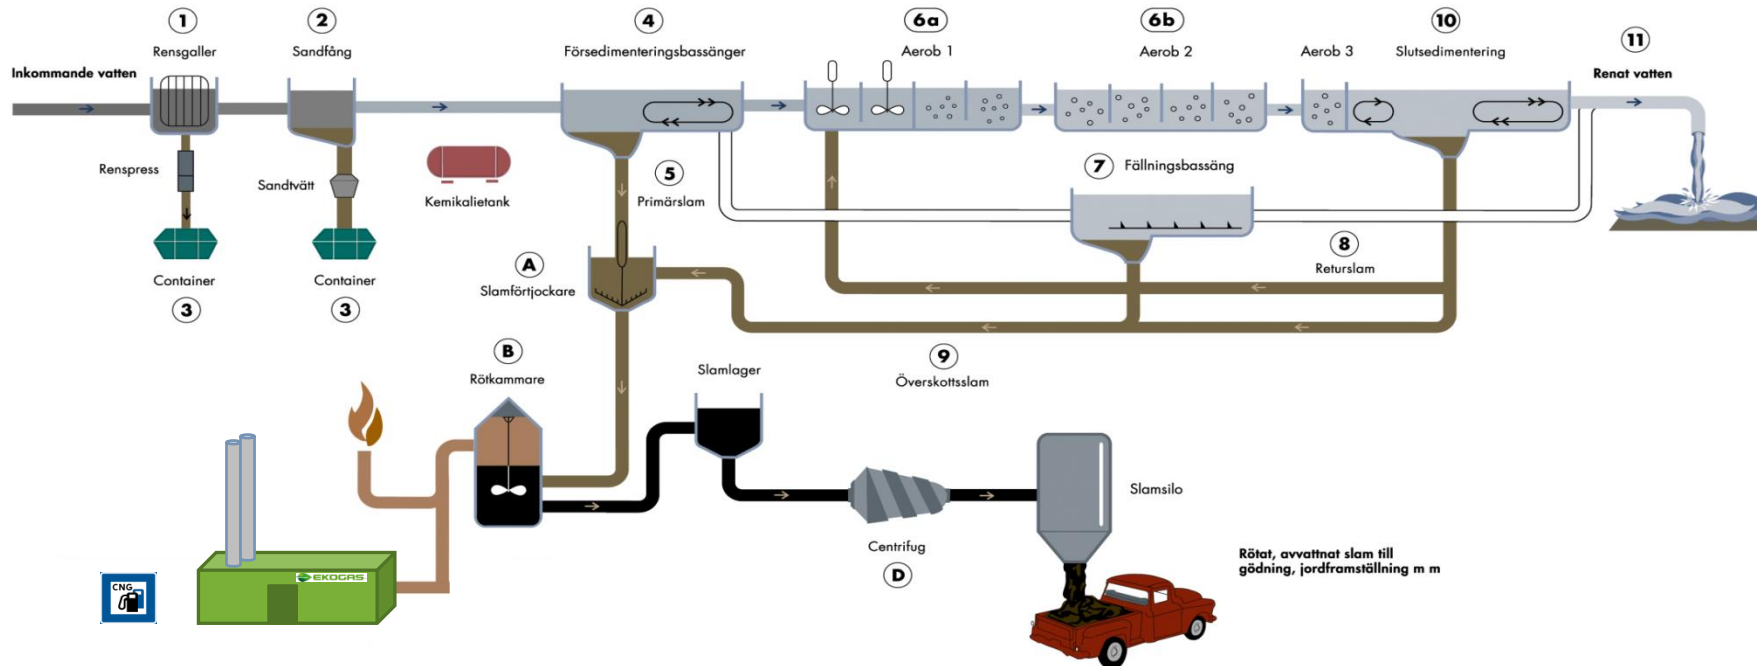 1
Rensgaller
2
Sandfång
4
Försedimenteringsbassänger
6a
Aerob 1
6b
Aerob 2
Aerob 3
10
Slutsedimentering
11
Renat vatten
Inkommande vatten
Renspress
Sandtvätt
Kemikalietank
5
Primärslam
7
Fällningsbassäng
Container
3
Container
3
A
Slamförtjockare
8
Returslam
B
Rötkammare
Slamlager
9
Överskottsslam
Slamsilo
Centrifug
D
Rötat, avvattnat slam till
gödning, jordframställning m m
EKOGAS
CNG